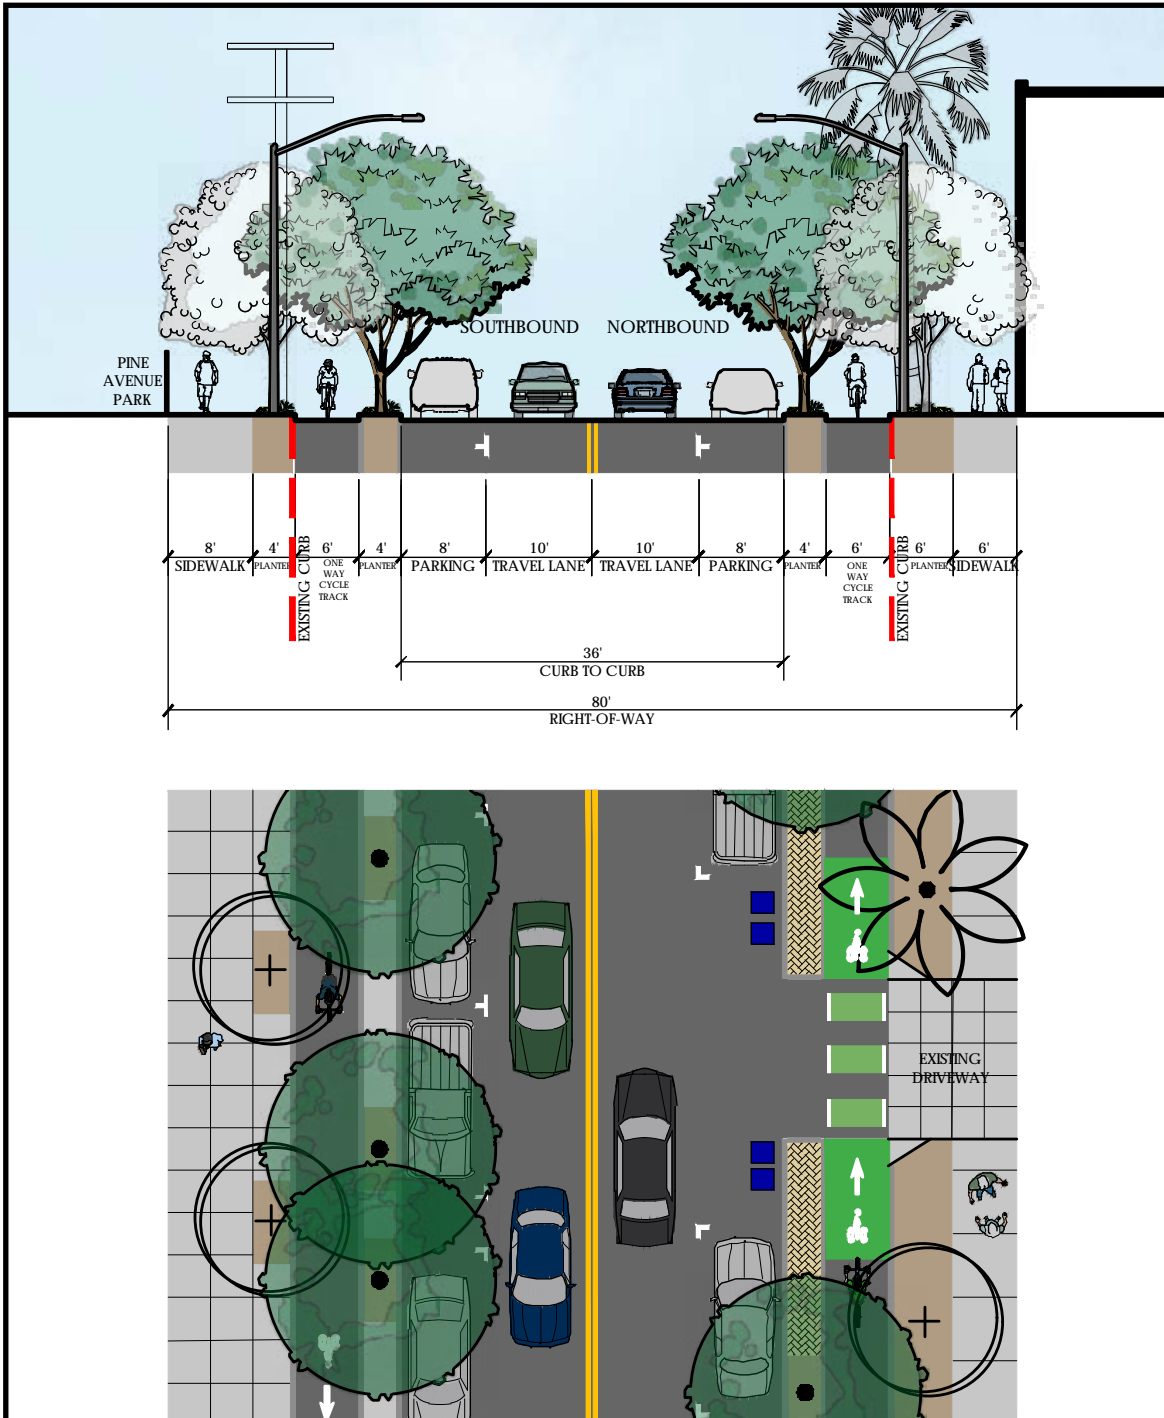 SOUTHBOUND NORTHBOUND
PINE
AVENUE
PARK
8' 4' 6' 4' 8' 10' 10' 8' 4' 6' 6' 6'
SIDEWALK PLANTER ONE WAY CYCLE TRACK PLANTER PARKING TRAVEL LANE TRAVEL LANE PARKING PLANTER ONE WAY CYCLE TRACK PLANTER SIDEWALK
EXISTING CURB
EXISTING CURB
36'
CURB TO CURB
80'
RIGHT-OF-WAY
EXISTING
DRIVEWAY